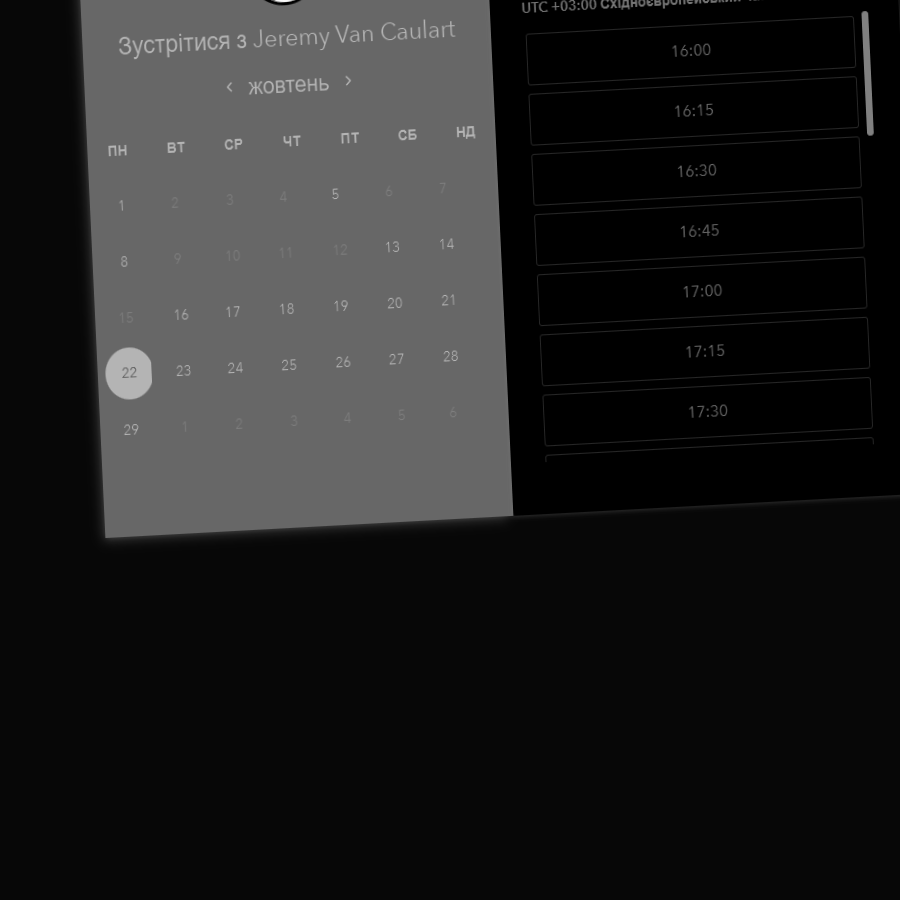 Зустрітися з Jeremy Van Caulart
‹ жовтень ›
ПН ВТ СР ЧТ ПТ СБ НД
1 2 3 4 5 6 7
8 9 10 11 12 13 14
15 16 17 18 19 20 21
22 23 24 25 26 27 28
29 1 2 3 4 5 6
UTC +03:00 Східноєвропейський
16:00
16:15
16:30
16:45
17:00
17:15
17:30